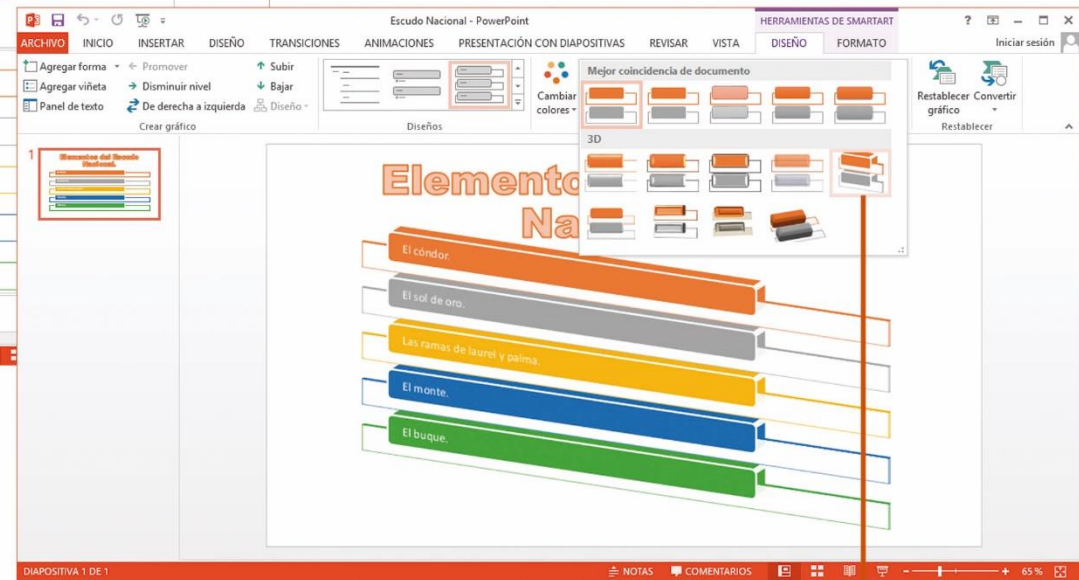 Escudo Nacional - PowerPoint
HERRAMIENTAS DE SMARTART
ARCHIVO INICIO INSERTAR DISEÑO TRANSICIONES ANIMACIONES PRESENTACIÓN CON DIAPOSITIVAS REVISAR VISTA DISEÑO FORMATO Iniciar sesión
Agregar forma Promover Subir
Agregar viñeta Disminuir nivel Bajar
Panel de texto De derecha a izquierda Diseño
Crear gráfico
Diseños
Cambiar colores
Mejor coincidencia de documento
3D
Restablecer gráfico
Convertir
Restablecer
1
Elementos del Escudo
Nacional.
Elemento
Na
El cóndor.
El sol de oro.
Las ramas de laurel y palma.
El monte.
El buque.
DIAPOSITIVA 1 DE 1 NOTAS COMENTARIOS 65 %